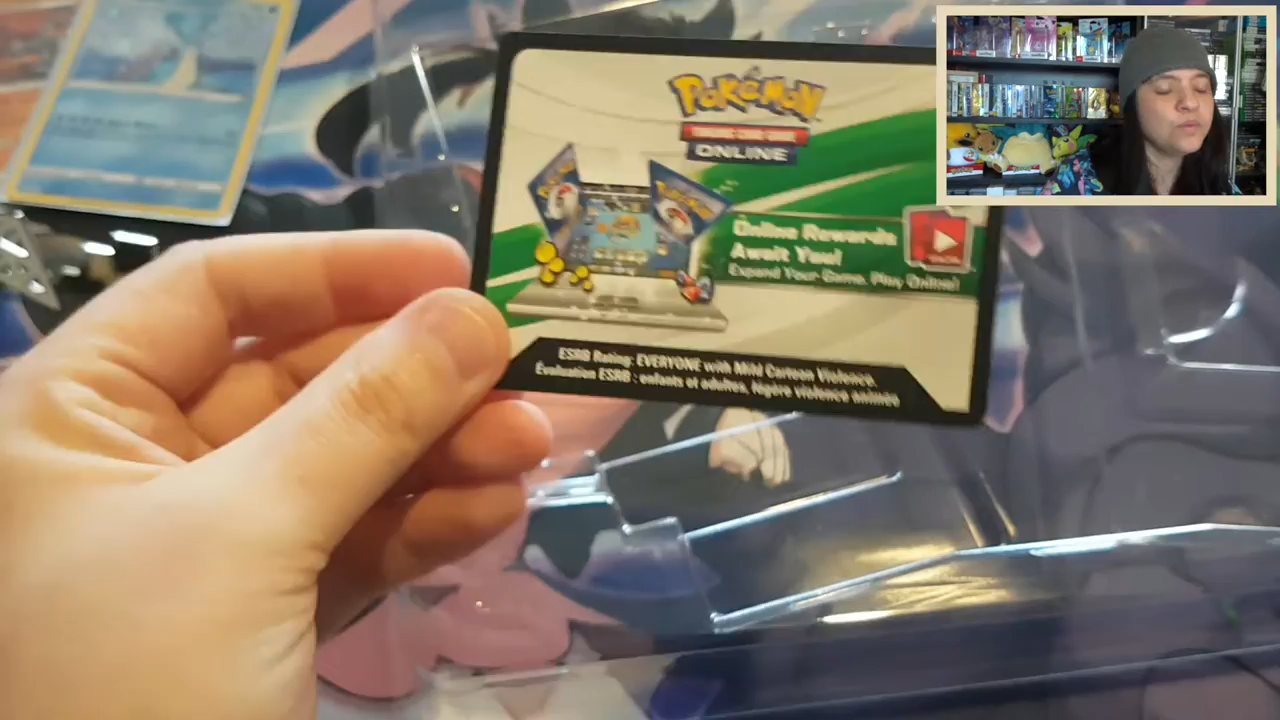 POKéMON
TRADING CARD GAME
ONLINE
Online Rewards
Await You!
Expand Your Game. Play Online!
ESRB Rating: EVERYONE with Mild Cartoon Violence.
Évaluation ESRB : enfants et adultes, légère violence animée